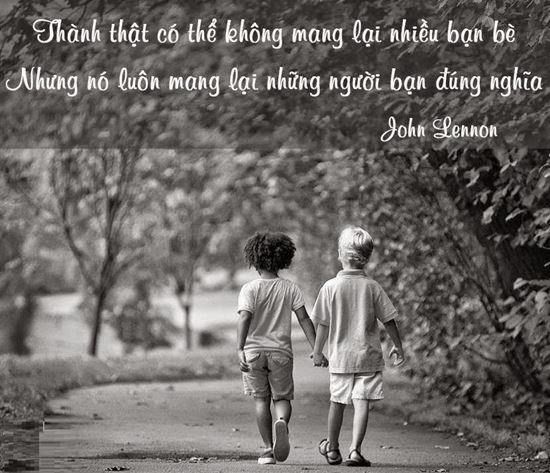 Thành thật có thể không mang lại nhiều bạn bè
Nhưng nó luôn mang lại những người bạn đúng nghĩa
John Lennon